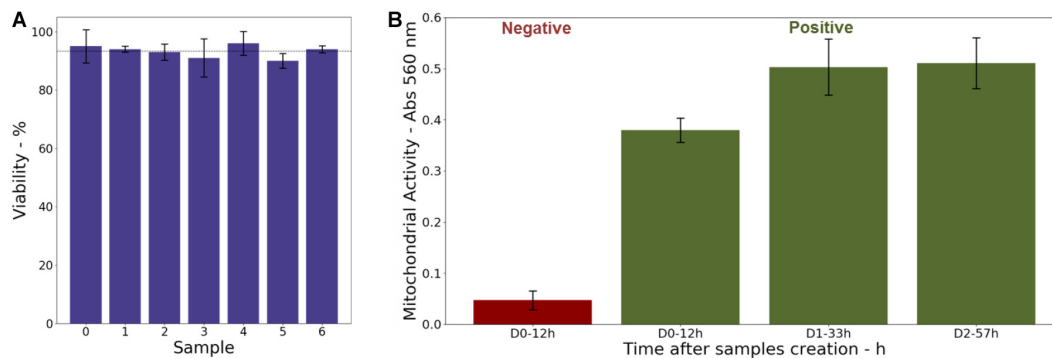 A
Viability - %
100
80
60
40
20
0
0 1 2 3 4 5 6
Sample
B
Mitochondrial Activity - Abs 560 nm
0.6
0.5
0.4
0.3
0.2
0.1
0.0
Negative Positive
D0-12h D0-12h D1-33h D2-57h
Time after samples creation - h